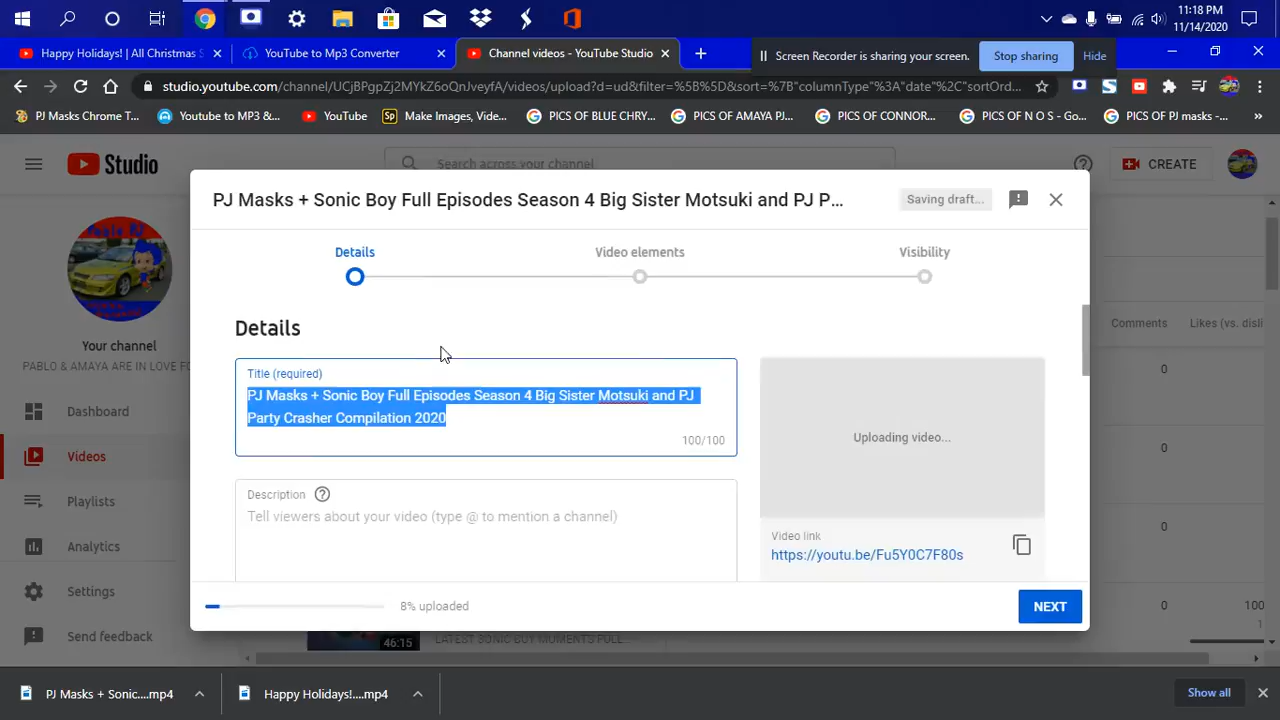 11:18 PM
11/14/2020
Happy Holidays! | All Christmas S
YouTube to Mp3 Converter
Channel videos - YouTube Studio
Screen Recorder is sharing your screen.
Stop sharing
Hide
studio.youtube.com/channel/UCjBPgpZj2MYkZ6oQnJveyfA/videos/upload?d=ud&filter=%5B%5D&sort=%7B"columnType"%3A"date"%2C"sortOrd...
PJ Masks Chrome T...
Youtube to MP3 &...
YouTube
Sp
Make Images, Video...
PICS OF BLUE CHRY...
PICS OF AMAYA PJ...
PICS OF CONNOR...
PICS OF N O S - Go...
PICS OF PJ masks -...
Studio
Search across your channel
CREATE
PJ Masks + Sonic Boy Full Episodes Season 4 Big Sister Motsuki and PJ P...
Saving draft...
Details
Video elements
Visibility
Your channel
PABLO & AMAYA ARE IN LOVE FO
Comments
Likes (vs. disli
Details
Title (required)
PJ Masks + Sonic Boy Full Episodes Season 4 Big Sister Motsuki and PJ
Party Crasher Compilation 2020
100/100
Uploading video...
Description
Tell viewers about your video (type @ to mention a channel)
Video link
https://youtu.be/Fu5Y0C7F80s
8% uploaded
NEXT
Dashboard
Videos
Playlists
Analytics
Settings
Send feedback
0
0
0
0
100
46:15
LATEST SONIC BOY MOMENTS FULL...
PJ Masks + Sonic....mp4
Happy Holidays!....mp4
Show all